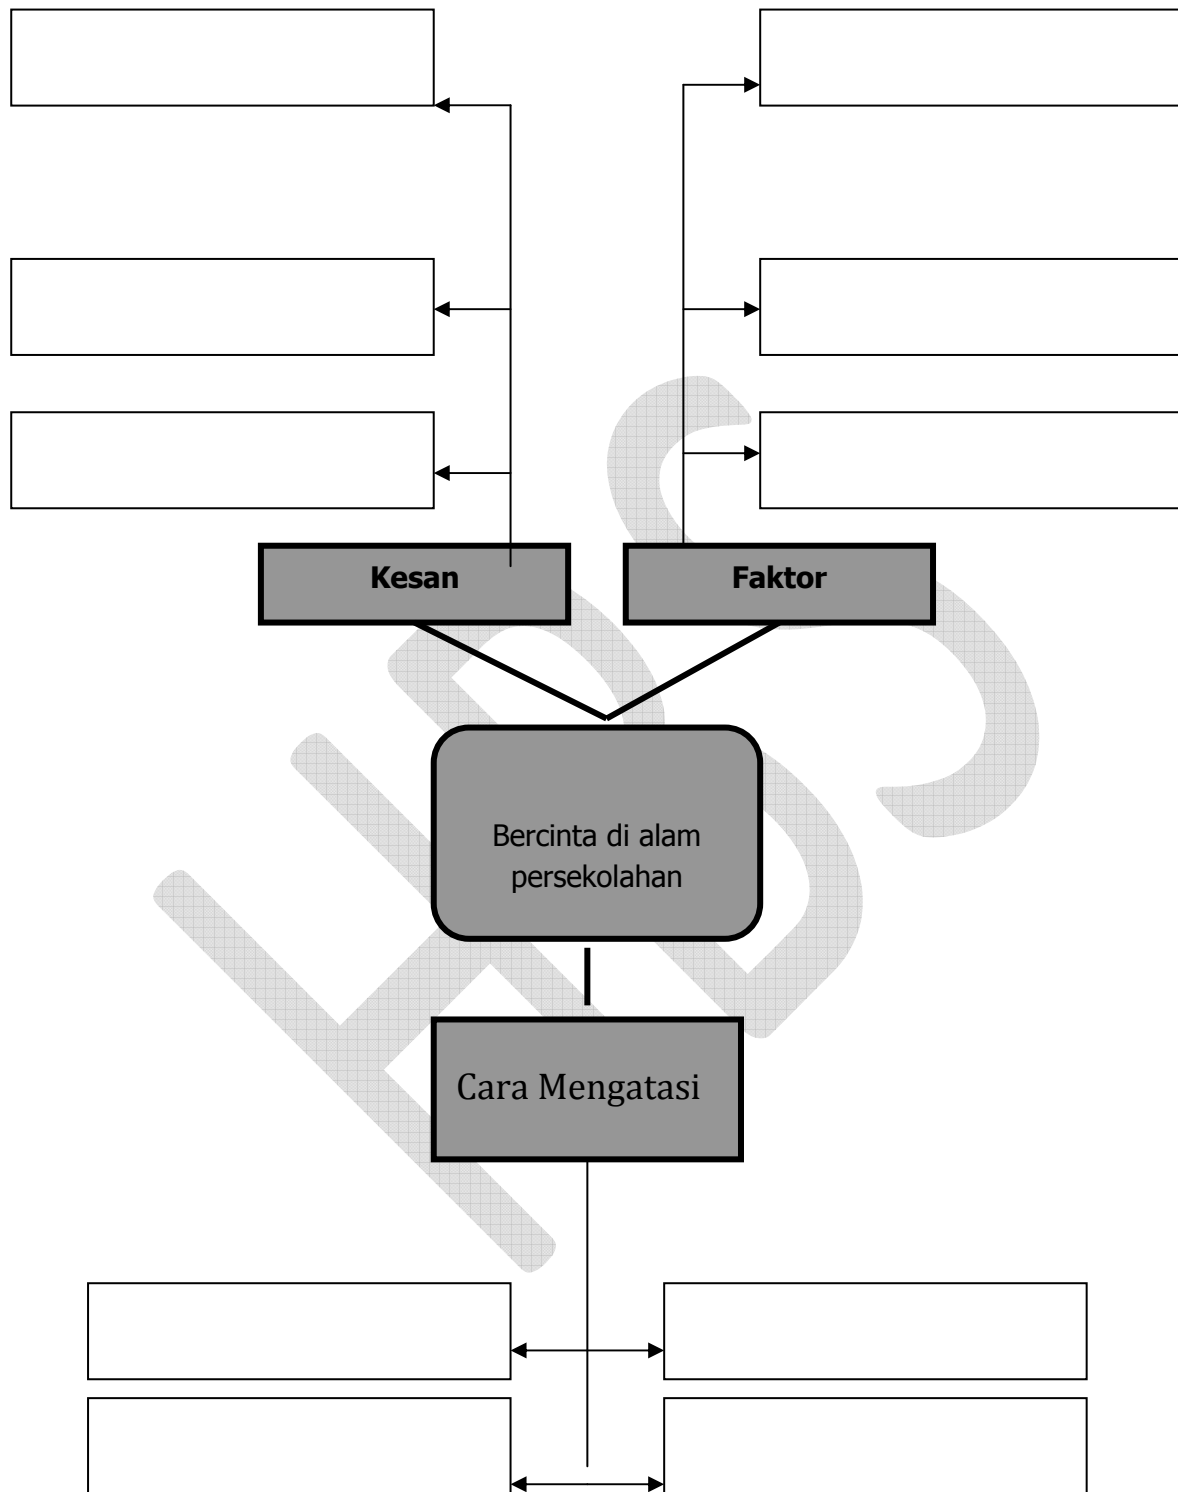 Kesan
Faktor
Bercinta di alam
persekolahan
Cara Mengatasi